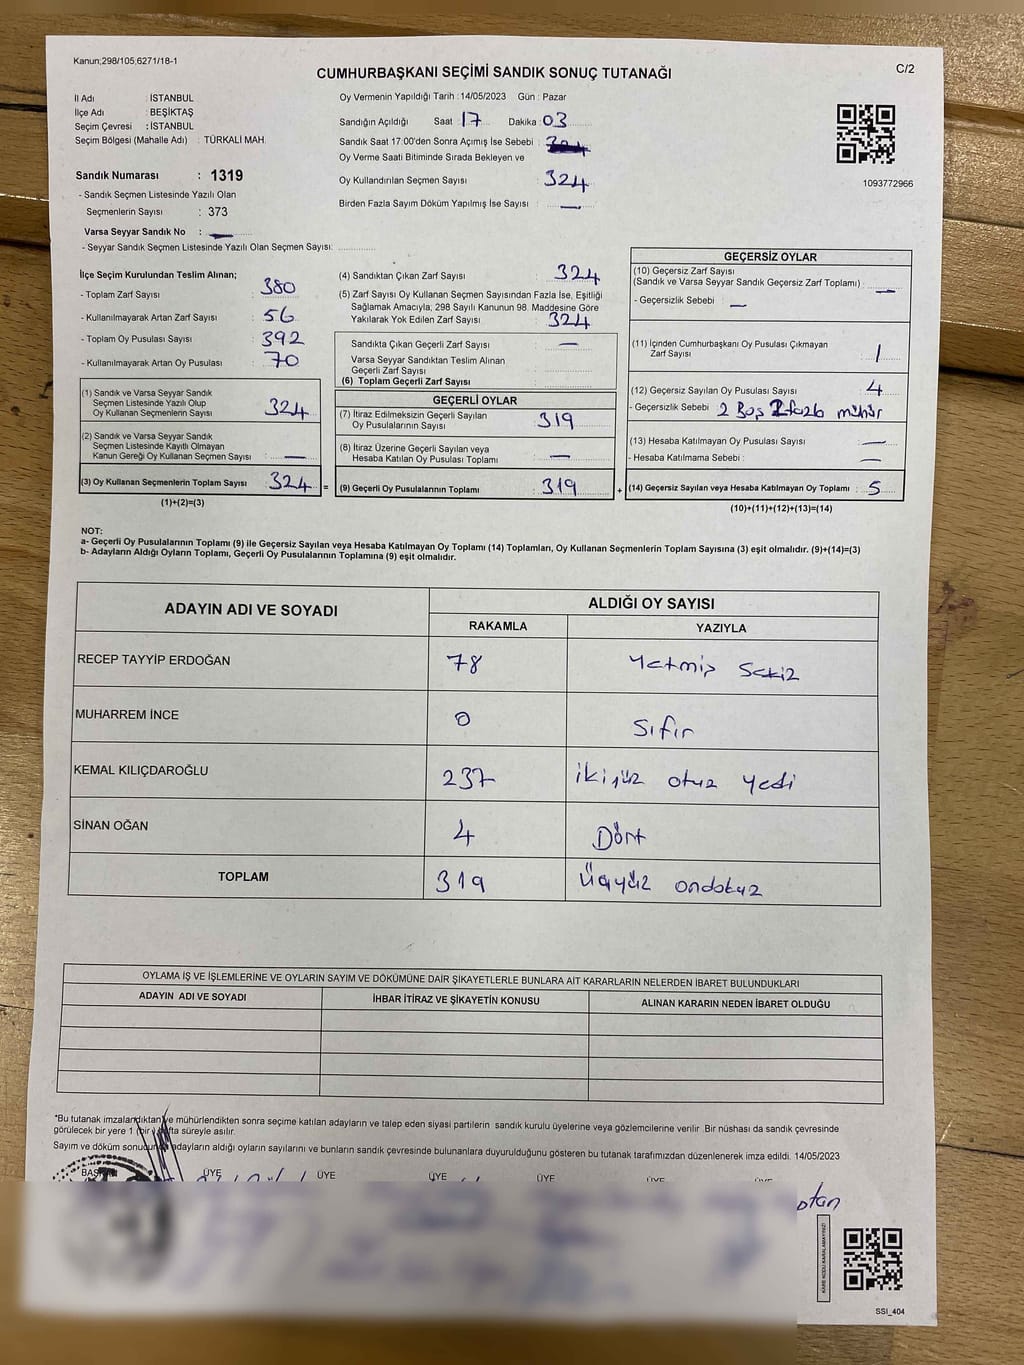 Kanun;298/105,6271/18-1
C/2
CUMHURBAŞKANI SEÇİMİ SANDIK SONUÇ TUTANAĞI
İl Adı : İSTANBUL
İlçe Adı : BEŞİKTAŞ
Seçim Çevresi : İSTANBUL
Seçim Bölgesi (Mahalle Adı) : TÜRKALİ MAH.
Sandık Numarası : 1319
- Sandık Seçmen Listesinde Yazılı Olan
Seçmenlerin Sayısı : 373
Varsa Seyyar Sandık No : —
- Seyyar Sandık Seçmen Listesinde Yazılı Olan Seçmen Sayısı:
Oy Vermenin Yapıldığı Tarih : 14/05/2023 Gün : Pazar
Sandığın Açıldığı Saat : 17 Dakika : 03
Sandık Saat 17:00'den Sonra Açımış İse Sebebi :
Oy Verme Saati Bitiminde Sırada Bekleyen ve
Oy Kullandırılan Seçmen Sayısı : 324
Birden Fazla Sayım Döküm Yapılmış İse Sayısı : —
1093772966
İlçe Seçim Kurulundan Teslim Alınan;
- Toplam Zarf Sayısı : 380
- Kullanılmayarak Artan Zarf Sayısı : 56
- Toplam Oy Pusulası Sayısı : 392
- Kullanılmayarak Artan Oy Pusulası : 70
(1) Sandık ve Varsa Seyyar Sandık
Seçmen Listesinde Yazılı Olup
Oy Kullanan Seçmenlerin Sayısı : 324
(2) Sandık ve Varsa Seyyar Sandık
Seçmen Listesinde Kayıtlı Olmayan
Kanun Gereği Oy Kullanan Seçmen Sayısı : —
(3) Oy Kullanan Seçmenlerin Toplam Sayısı : 324 =
(1)+(2)=(3)
(4) Sandıktan Çıkan Zarf Sayısı : 324
(5) Zarf Sayısı Oy Kullanan Seçmen Sayısından Fazla İse, Eşitliği
Sağlamak Amacıyla; 298 Sayılı Kanunun 98. Maddesine Göre
Yakılarak Yok Edilen Zarf Sayısı : 324
Sandıkta Çıkan Geçerli Zarf Sayısı : —
Varsa Seyyar Sandıktan Teslim Alınan
Geçerli Zarf Sayısı :
(6) Toplam Geçerli Zarf Sayısı :
GEÇERLİ OYLAR
(7) İtiraz Edilmeksizin Geçerli Sayılan
Oy Pusulalarının Sayısı : 319
(8) İtiraz Üzerine Geçerli Sayılan veya
Hesaba Katılan Oy Pusulası Toplamı : —
(9) Geçerli Oy Pusulalarının Toplamı : 319 +
GEÇERSİZ OYLAR
(10) Geçersiz Zarf Sayısı
(Sandık ve Varsa Seyyar Sandık Geçersiz Zarf Toplamı) : —
- Geçersizlik Sebebi : —
(11) İçinden Cumhurbaşkanı Oy Pusulası Çıkmayan
Zarf Sayısı : 1
(12) Geçersiz Sayılan Oy Pusulası Sayısı : 4
- Geçersizlik Sebebi : 2 Boş 2 fazla mühür
(13) Hesaba Katılmayan Oy Pusulası Sayısı : —
- Hesaba Katılmama Sebebi : —
(14) Geçersiz Sayılan veya Hesaba Katılmayan Oy Toplamı : 5
(10)+(11)+(12)+(13)=(14)
NOT:
a- Geçerli Oy Pusulalarının Toplamı (9) ile Geçersiz Sayılan veya Hesaba Katılmayan Oy Toplamı (14) Toplamları, Oy Kullanan Seçmenlerin Toplam Sayısına (3) eşit olmalıdır. (9)+(14)=(3)
b- Adayların Aldığı Oyların Toplamı, Geçerli Oy Pusulalarının Toplamına (9) eşit olmalıdır.
ADAYIN ADI VE SOYADI ALDIĞI OY SAYISI
RAKAMLA YAZIYLA
RECEP TAYYİP ERDOĞAN 78 Yetmiş Sekiz
MUHARREM İNCE 0 Sıfır
KEMAL KILIÇDAROĞLU 237 ikiyüz otuz yedi
SİNAN OĞAN 4 Dört
TOPLAM 319 Üçyüz ondokuz
OYLAMA İŞ VE İŞLEMLERİNE VE OYLARIN SAYIM VE DÖKÜMÜNE DAİR ŞİKAYETLERLE BUNLARA AİT KARARLARIN NELERDEN İBARET BULUNDUKLARI
ADAYIN ADI VE SOYADI İHBAR İTİRAZ VE ŞİKAYETİN KONUSU ALINAN KARARIN NEDEN İBARET OLDUĞU
*Bu tutanak imzalandıktan ve mühürlendikten sonra seçime katılan adayların ve talep eden siyasi partilerin sandık kurulu üyelerine veya gözlemcilerine verilir .Bir nüshası da sandık çevresinde
görülecek bir yere 1 (bir) hafta süreyle asılır.
Sayım ve döküm sonucunda adayların aldığı oyların sayılarını ve bunların sandık çevresinde bulunanlara duyurulduğunu gösteren bu tutanak tarafımızdan düzenlenerek imza edildi. 14/05/2023
BAŞKAN ÜYE ÜYE ÜYE ÜYE ÜYE ÜYE
KARE KODU KARALAMAYINIZ!
SSI_404